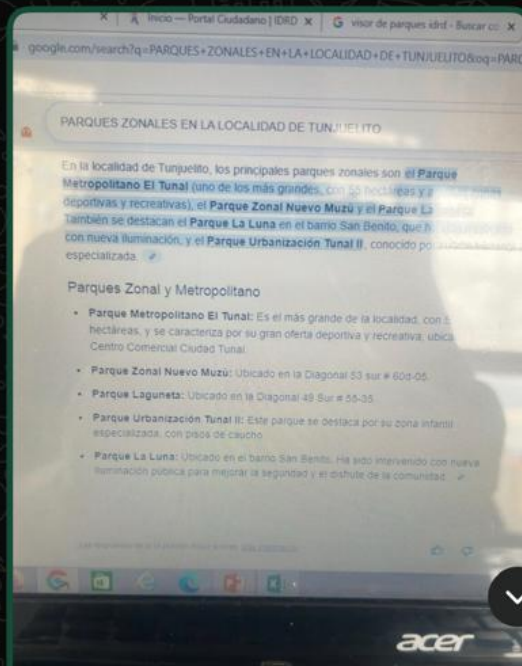 Inicio — Portal Ciudadano | IDRD
visor de parques idrd - Buscar co
google.com/search?q=PARQUES+ZONALES+EN+LA+LOCALIDAD+DE+TUNJUELITO&oq=PARQ
PARQUES ZONALES EN LA LOCALIDAD DE TUNJUELITO
En la localidad de Tunjuelito, los principales parques zonales son el Parque
Metropolitano El Tunal (uno de los más grandes, con 55 hectáreas y
deportivas y recreativas), el Parque Zonal Nuevo Muzú y el Parque La
También se destacan el Parque La Luna en el barrio San Benito, que h
con nueva iluminación, y el Parque Urbanización Tunal II, conocido po
especializada.
Parques Zonal y Metropolitano
• Parque Metropolitano El Tunal: Es el más grande de la localidad, con 5
hectáreas, y se caracteriza por su gran oferta deportiva y recreativa, ubica
Centro Comercial Ciudad Tunal.
• Parque Zonal Nuevo Muzú: Ubicado en la Diagonal 53 sur # 60d-05.
• Parque Laguneta: Ubicado en la Diagonal 49 Sur # 55-35.
• Parque Urbanización Tunal II: Este parque se destaca por su zona infantil
especializada, con pisos de caucho.
• Parque La Luna: Ubicado en el barrio San Benito. Ha sido intervenido con nueva
iluminación pública para mejorar la seguridad y el disfrute de la comunidad.
acer